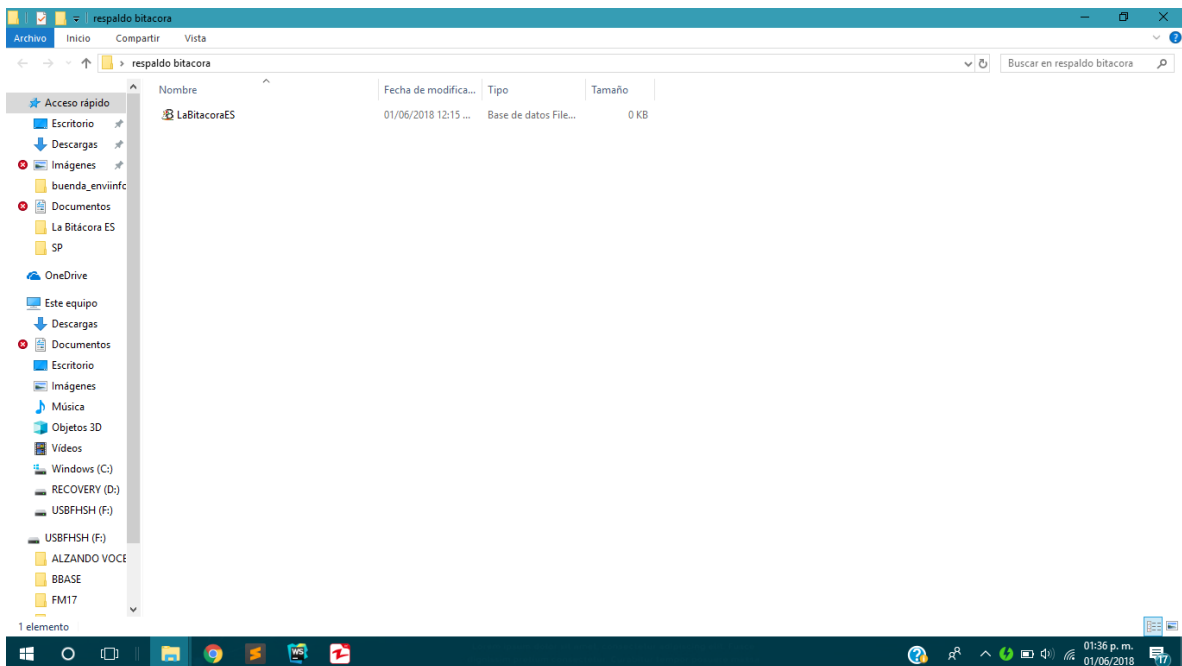 respaldo bitacora
Archivo Inicio Compartir Vista
respaldo bitacora
Buscar en respaldo bitacora
Nombre Fecha de modifica... Tipo Tamaño
LaBitacoraES 01/06/2018 12:15 ... Base de datos File... 0 KB
Acceso rápido
Escritorio
Descargas
Imágenes
buenda_enviinfc
Documentos
La Bitácora ES
SP
OneDrive
Este equipo
Descargas
Documentos
Escritorio
Imágenes
Música
Objetos 3D
Vídeos
Windows (C:)
RECOVERY (D:)
USBFHSH (F:)
USBFHSH (F:)
ALZANDO VOCE
BBASE
FM17
1 elemento
WS
01:36 p. m.
01/06/2018
17